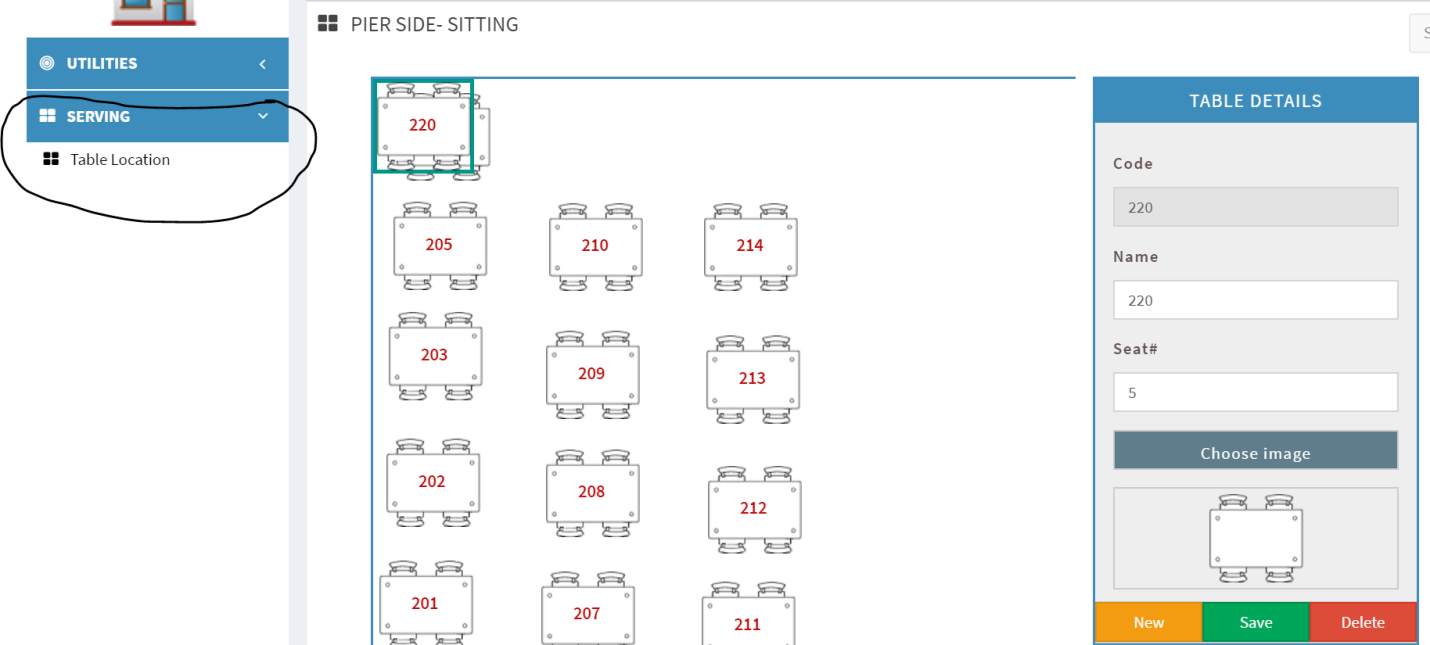 PIER SIDE- SITTING
S
UTILITIES
SERVING
Table Location
220
205 210 214
203
209 213
202 208 212
201 207 211
TABLE DETAILS
Code
220
Name
220
Seat#
5
Choose image
New Save Delete